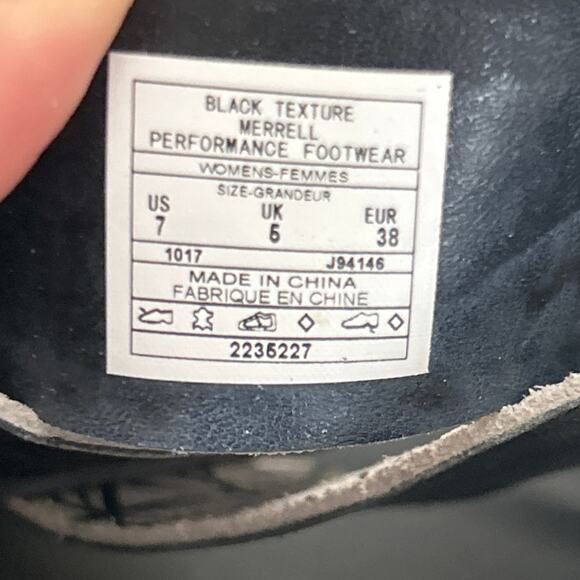 BLACK TEXTURE
MERRELL
PERFORMANCE FOOTWEAR
WOMENS-FEMMES
SIZE-GRANDEUR
US UK EUR
7 5 38
1017 J94146
MADE IN CHINA
FABRIQUE EN CHINE
2235227